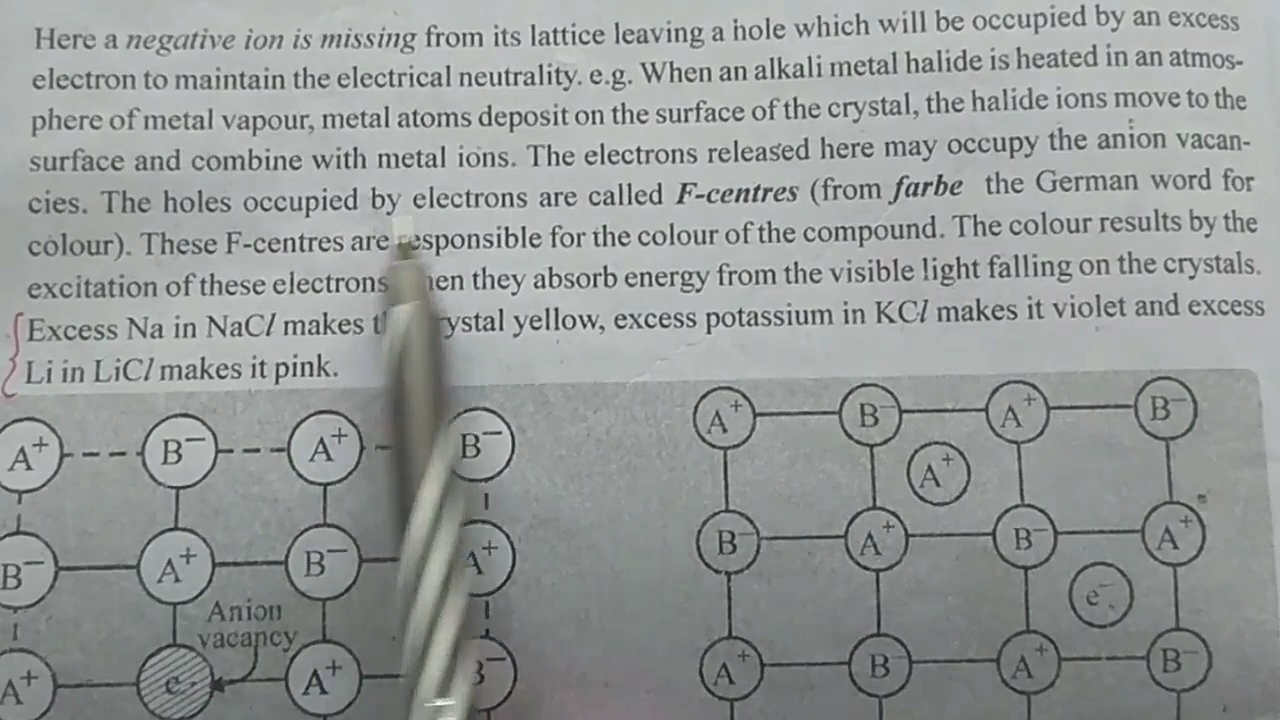 Here a negative ion is missing from its lattice leaving a hole which will be occupied by an excess
electron to maintain the electrical neutrality. e.g. When an alkali metal halide is heated in an atmos-
phere of metal vapour, metal atoms deposit on the surface of the crystal, the halide ions move to the
surface and combine with metal ions. The electrons released here may occupy the anion vacan-
cies. The holes occupied by electrons are called F-centres (from farbe the German word for
colour). These F-centres are responsible for the colour of the compound. The colour results by the
excitation of these electrons when they absorb energy from the visible light falling on the crystals.
Excess Na in NaCl makes crystal yellow, excess potassium in KCl makes it violet and excess
Li in LiCl makes it pink.
A⁺ B⁻ A⁺ B⁻
B⁻ A⁺ B⁻ A⁺
Anion
vacancy
A⁺ e⁻ A⁺ B⁻
A⁺ B⁻ A⁺ B⁻
A⁺
B⁻ A⁺ B⁻ A⁺
e⁻
A⁺ B⁻ A⁺ B⁻